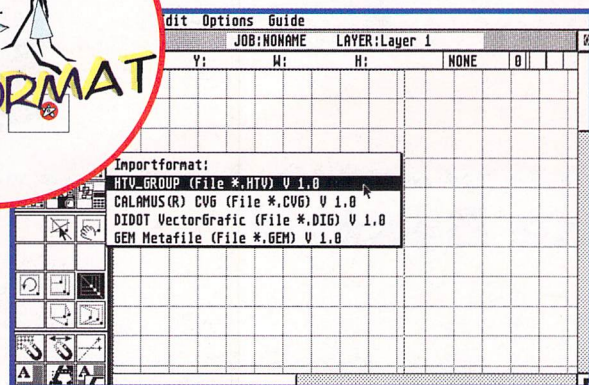 dit Options Guide
JOB:NONAME LAYER:Layer 1
Y: W: H: NONE 0
RMAT
Importformat:
HTV_GROUP (File *.HTV) V 1.0
CALAMUS(R) CVG (File *.CVG) V 1.0
DIDOT VectorGrafic (File *.DIG) V 1.0
GEM Metafile (File *.GEM) V 1.0
A A